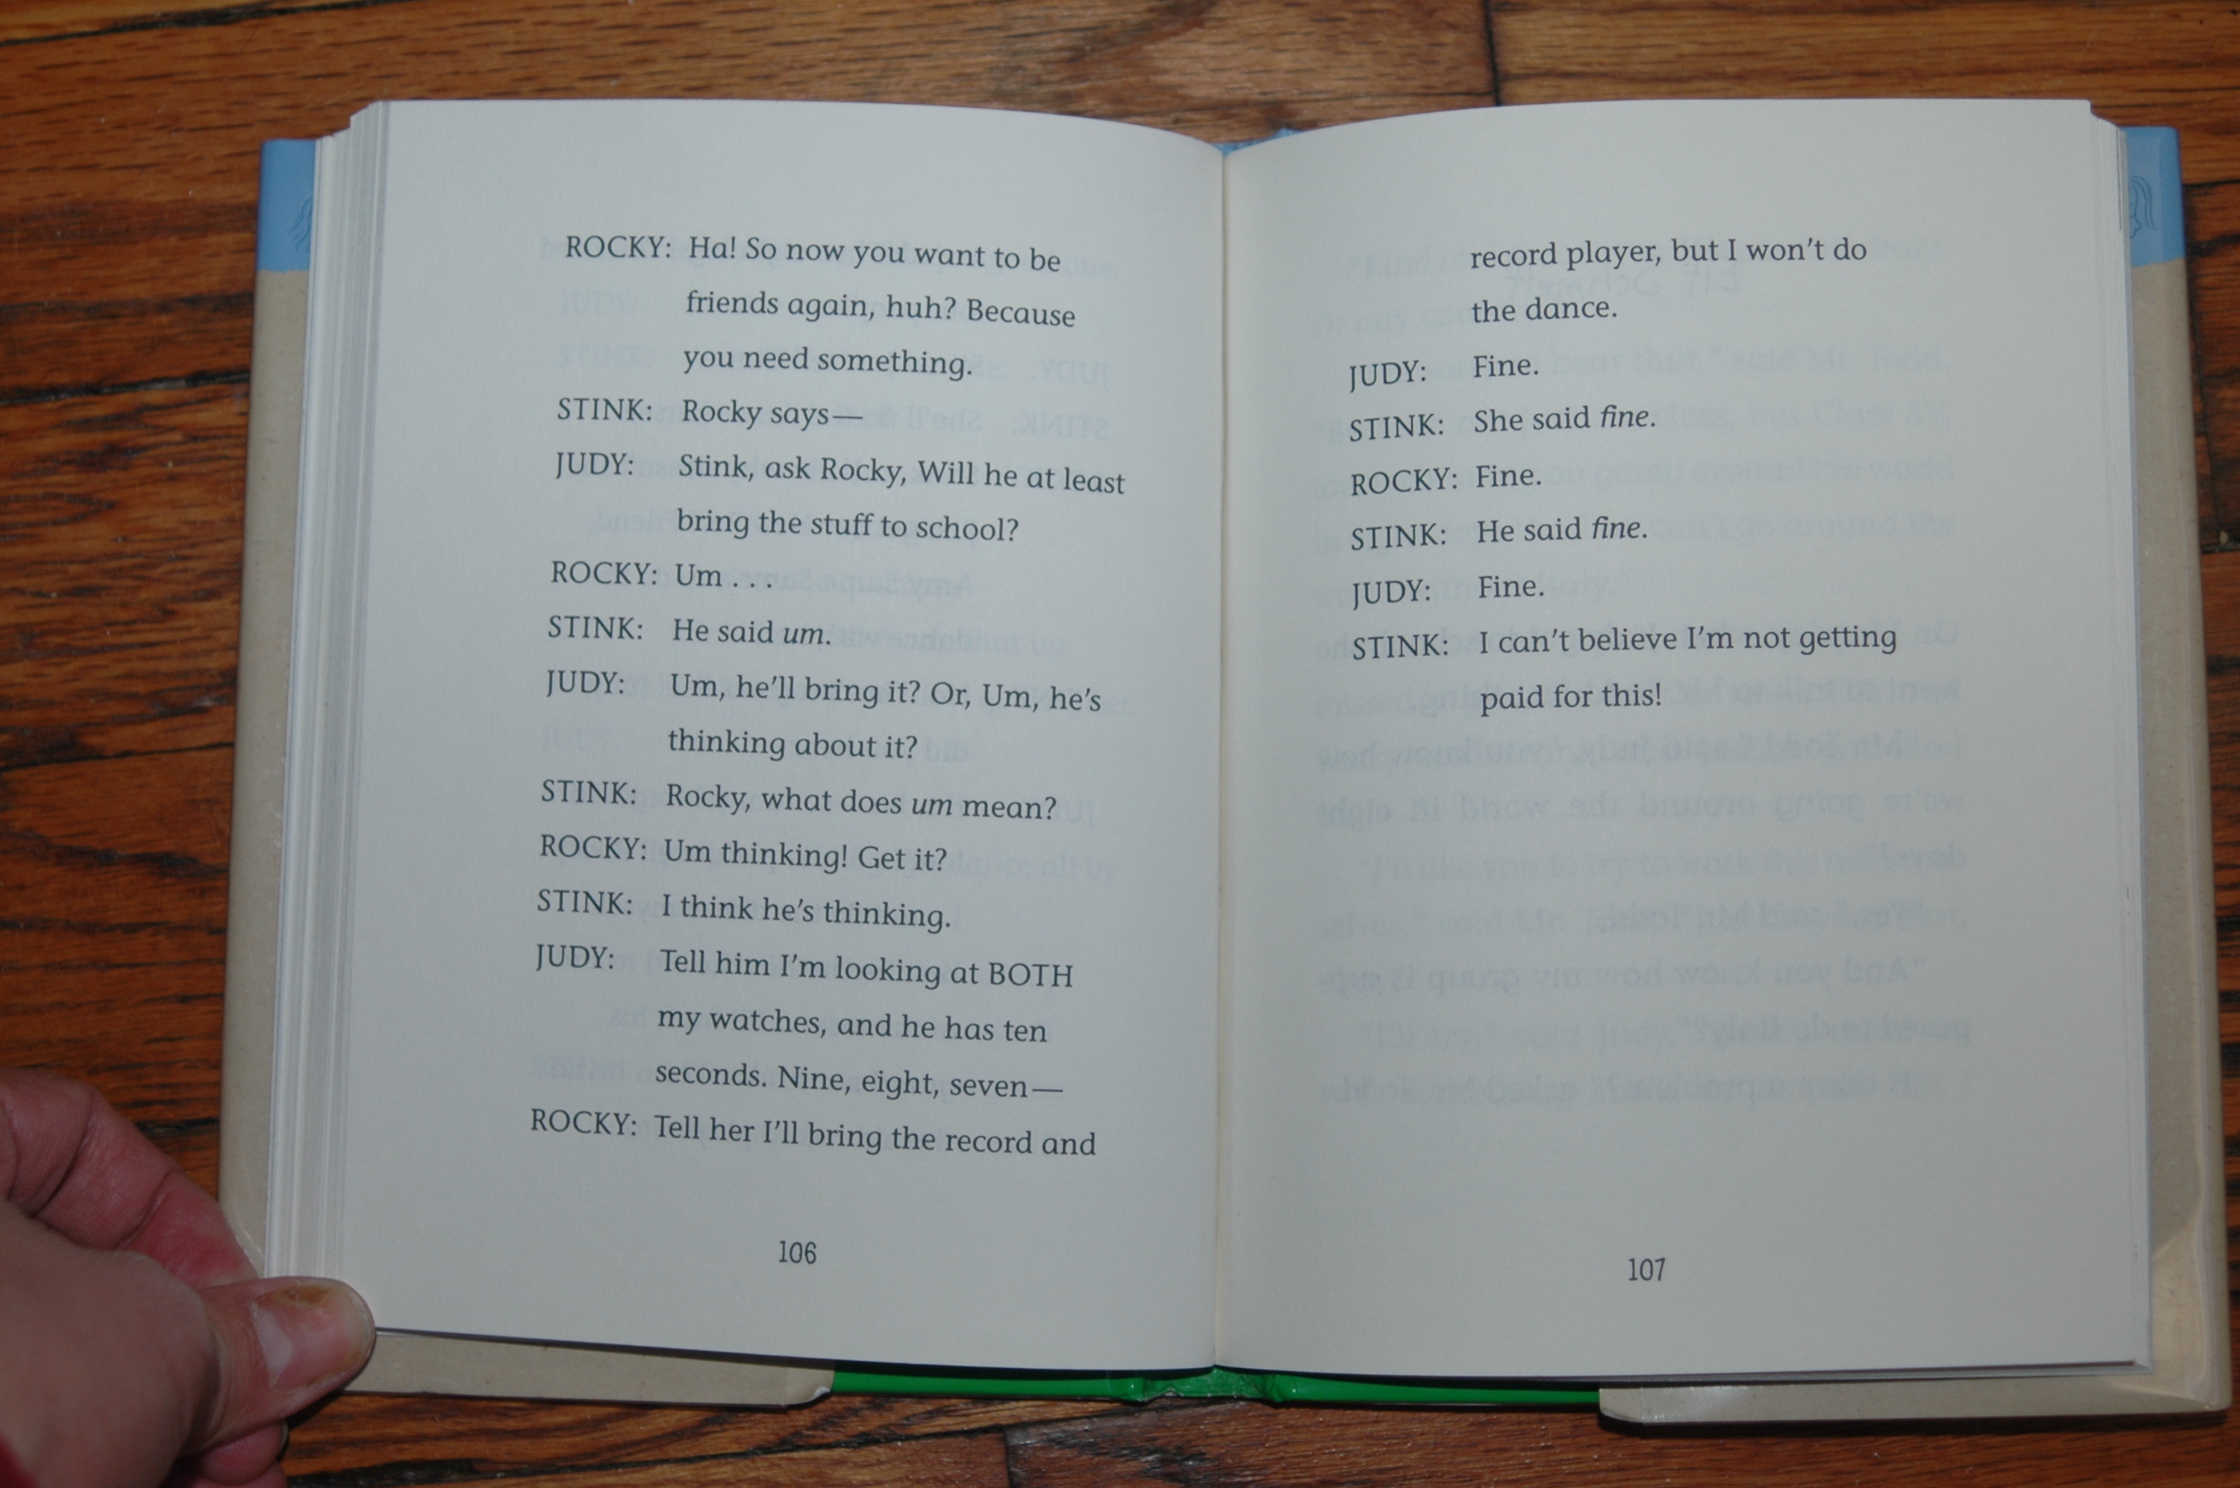 ROCKY: Ha! So now you want to be
friends again, huh? Because
you need something.
STINK: Rocky says—
JUDY: Stink, ask Rocky, Will he at least
bring the stuff to school?
ROCKY: Um . . .
STINK: He said um.
JUDY: Um, he'll bring it? Or, Um, he's
thinking about it?
STINK: Rocky, what does um mean?
ROCKY: Um thinking! Get it?
STINK: I think he's thinking.
JUDY: Tell him I'm looking at BOTH
my watches, and he has ten
seconds. Nine, eight, seven—
ROCKY: Tell her I'll bring the record and
106
record player, but I won't do
the dance.
JUDY: Fine.
STINK: She said fine.
ROCKY: Fine.
STINK: He said fine.
JUDY: Fine.
STINK: I can't believe I'm not getting
paid for this!
107